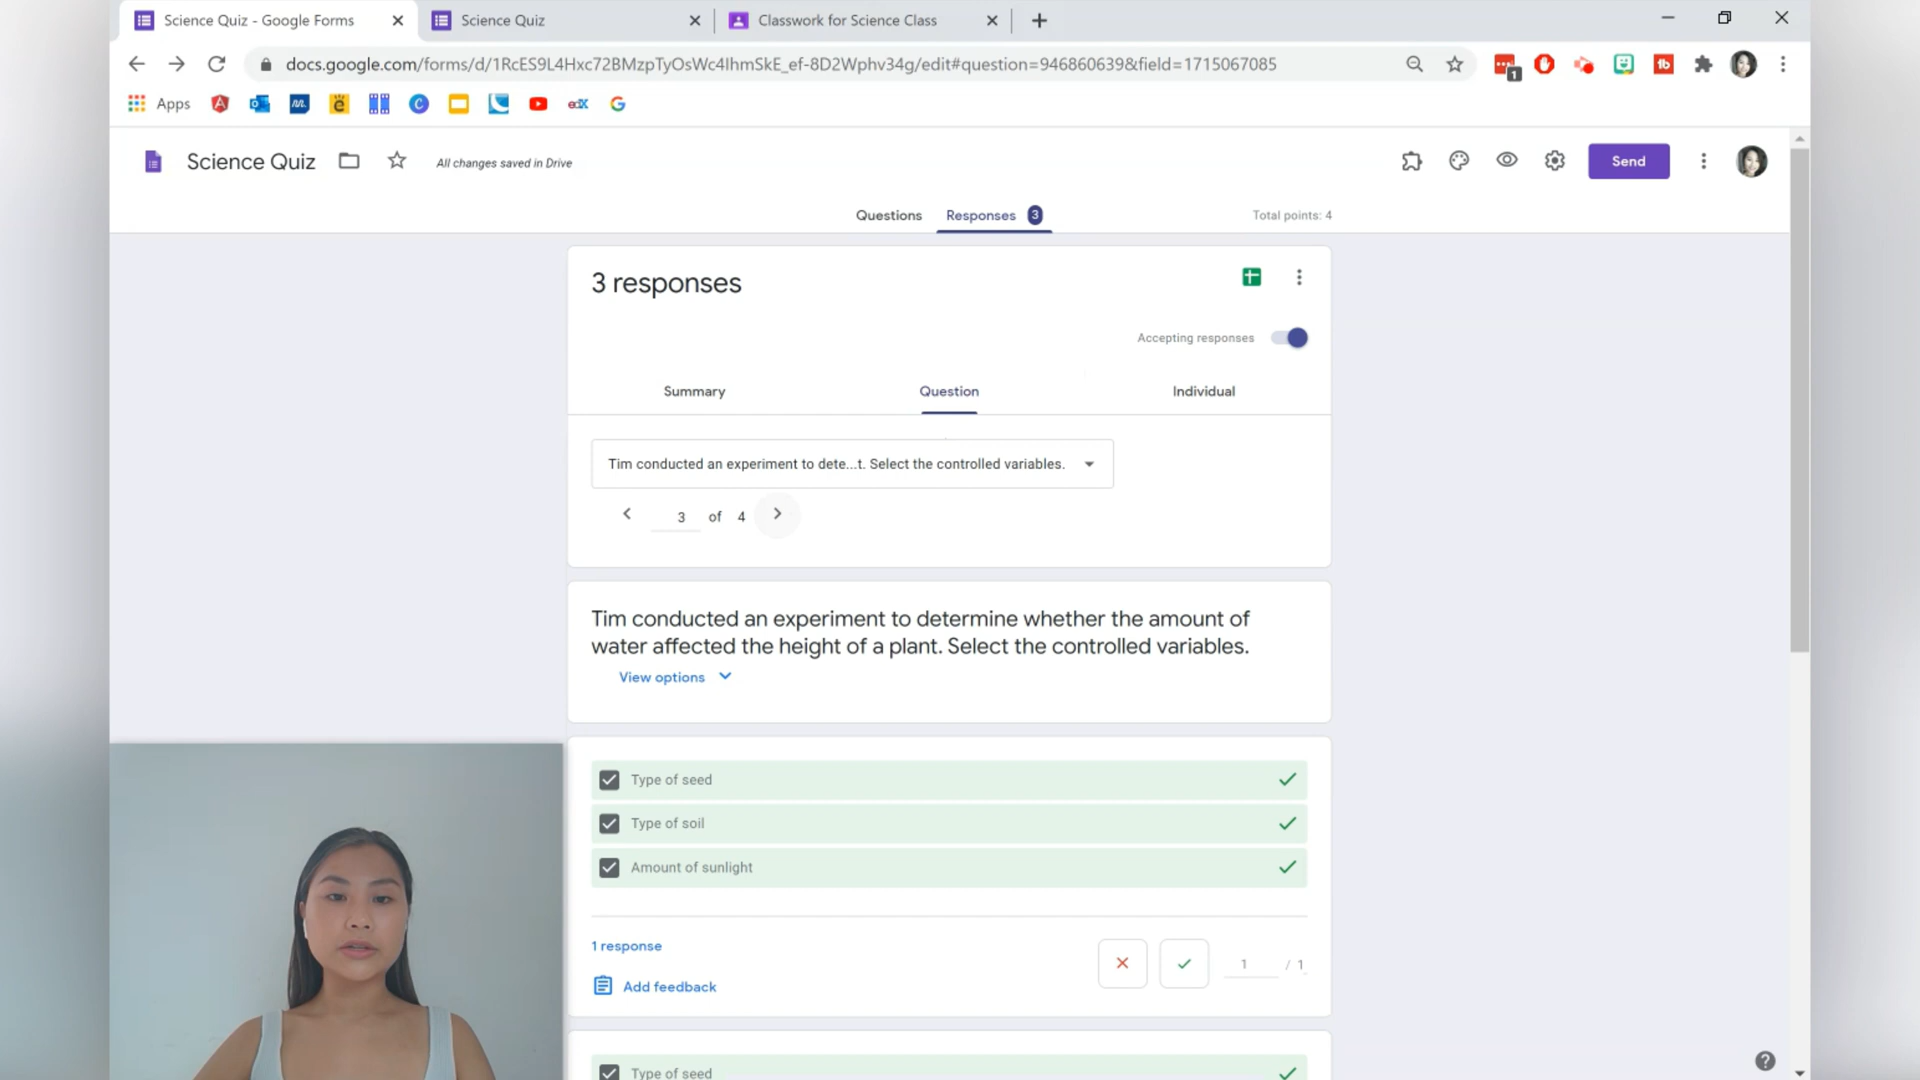 Science Quiz - Google Forms
Science Quiz
Classwork for Science Class
docs.google.com/forms/d/1RcES9L4Hxc72BMzpTyOsWc4IhmSkE_ef-8D2Wphv34g/edit#question=946860639&field=1715067085
1
Apps
edX
Science Quiz
All changes saved in Drive
Send
Questions
Responses 3
Total points: 4
3 responses
Accepting responses
Summary
Question
Individual
Tim conducted an experiment to dete...t. Select the controlled variables.
3 of 4
Tim conducted an experiment to determine whether the amount of
water affected the height of a plant. Select the controlled variables.
View options
Type of seed
Type of soil
Amount of sunlight
1 response
1 / 1
Add feedback
Type of seed